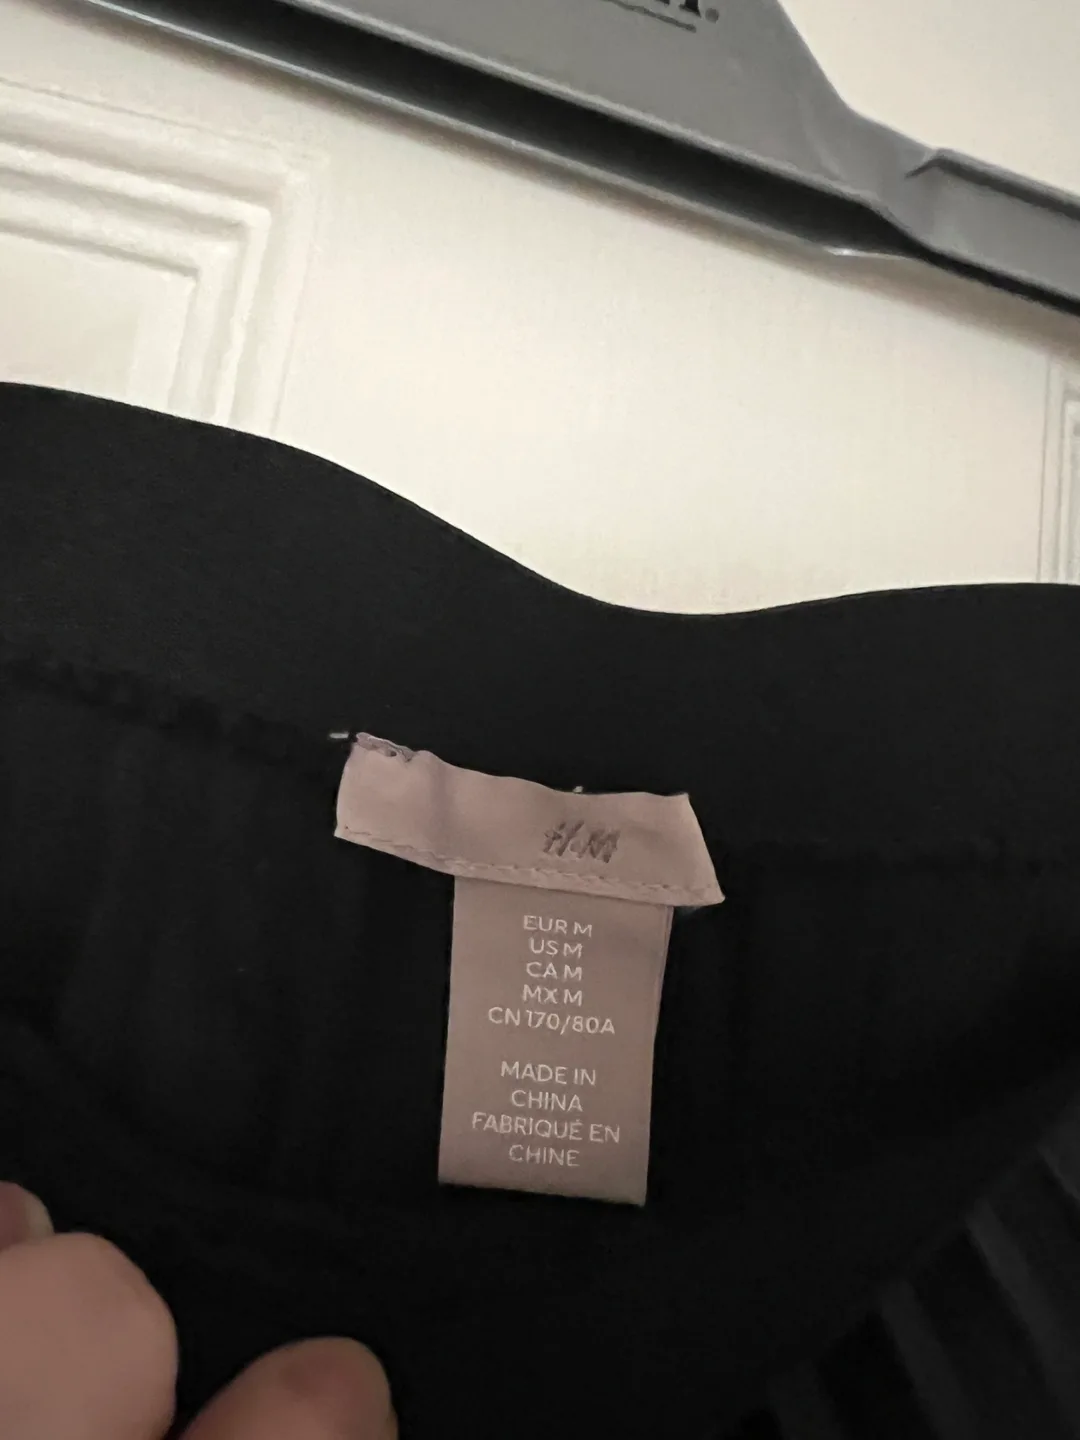 H&M
EUR M
US M
CA M
MX M
CN 170/80A
MADE IN
CHINA
FABRIQUÉ EN
CHINE